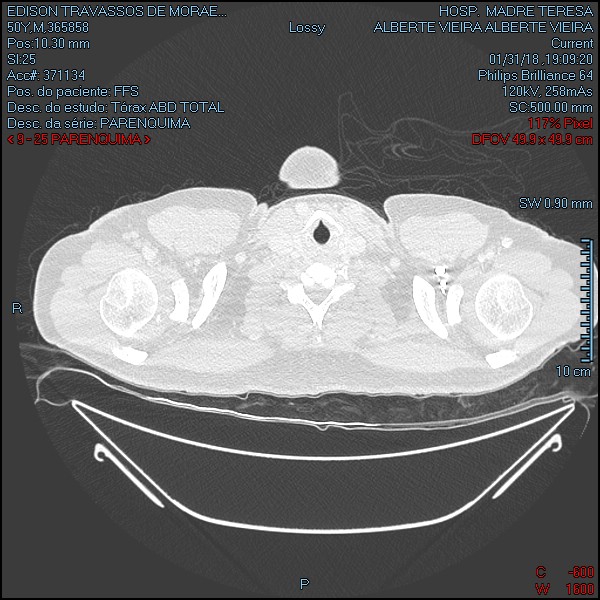 EDISON TRAVASSOS DE MORAE...
50Y,M,365858
Pos:10.30 mm
SI:25
Acc#: 371134
Pos. do paciente: FFS
Desc. do estudo: Tórax ABD TOTAL
Desc. da série: PARENQUIMA
< 9 - 25 PARENQUIMA >
Lossy
HOSP. MADRE TERESA
ALBERTE VIEIRA ALBERTE VIEIRA
Current
01/31/18 ,19:09:20
Philips Brilliance 64
120kV, 258mAs
SC:500.00 mm
117% Pixel
DFOV 49.9 x 49.9 cm
SW 0.90 mm
R
10 cm
P
C -600
W 1600